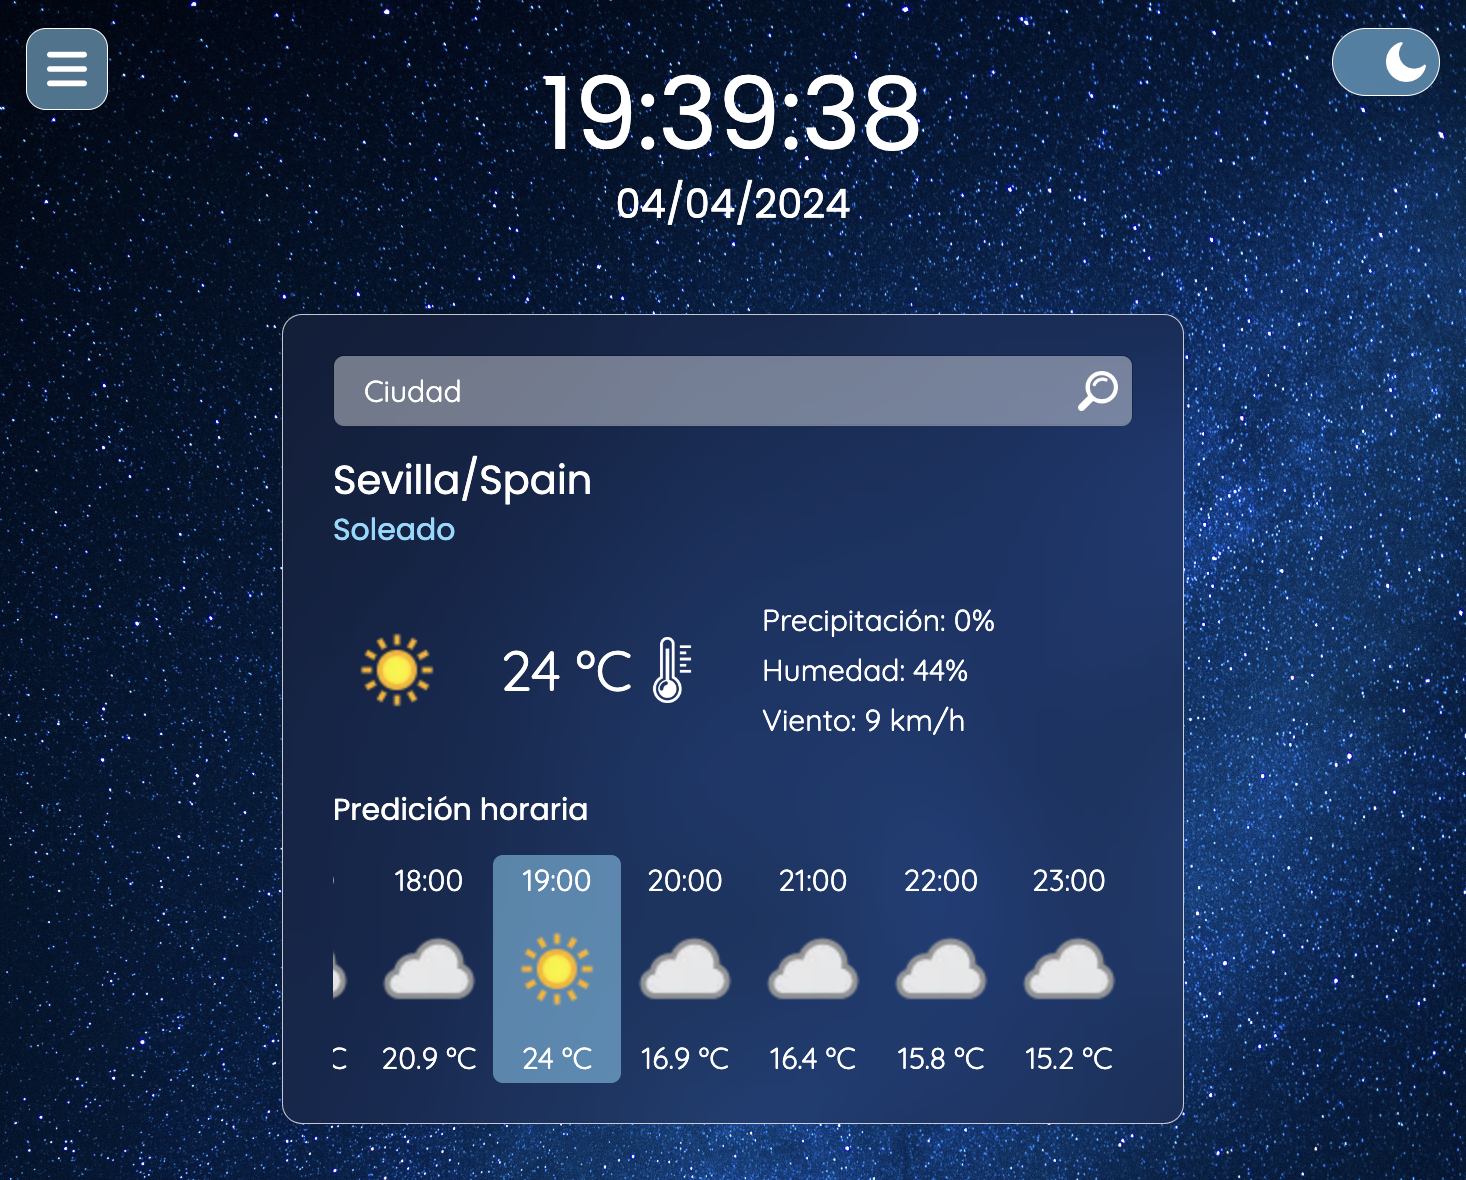 19:39:38
04/04/2024
Ciudad
Sevilla/Spain
Soleado
24 °C
Precipitación: 0%
Humedad: 44%
Viento: 9 km/h
Predición horaria
18:00 19:00 20:00 21:00 22:00 23:00
C 20.9 °C 24 °C 16.9 °C 16.4 °C 15.8 °C 15.2 °C